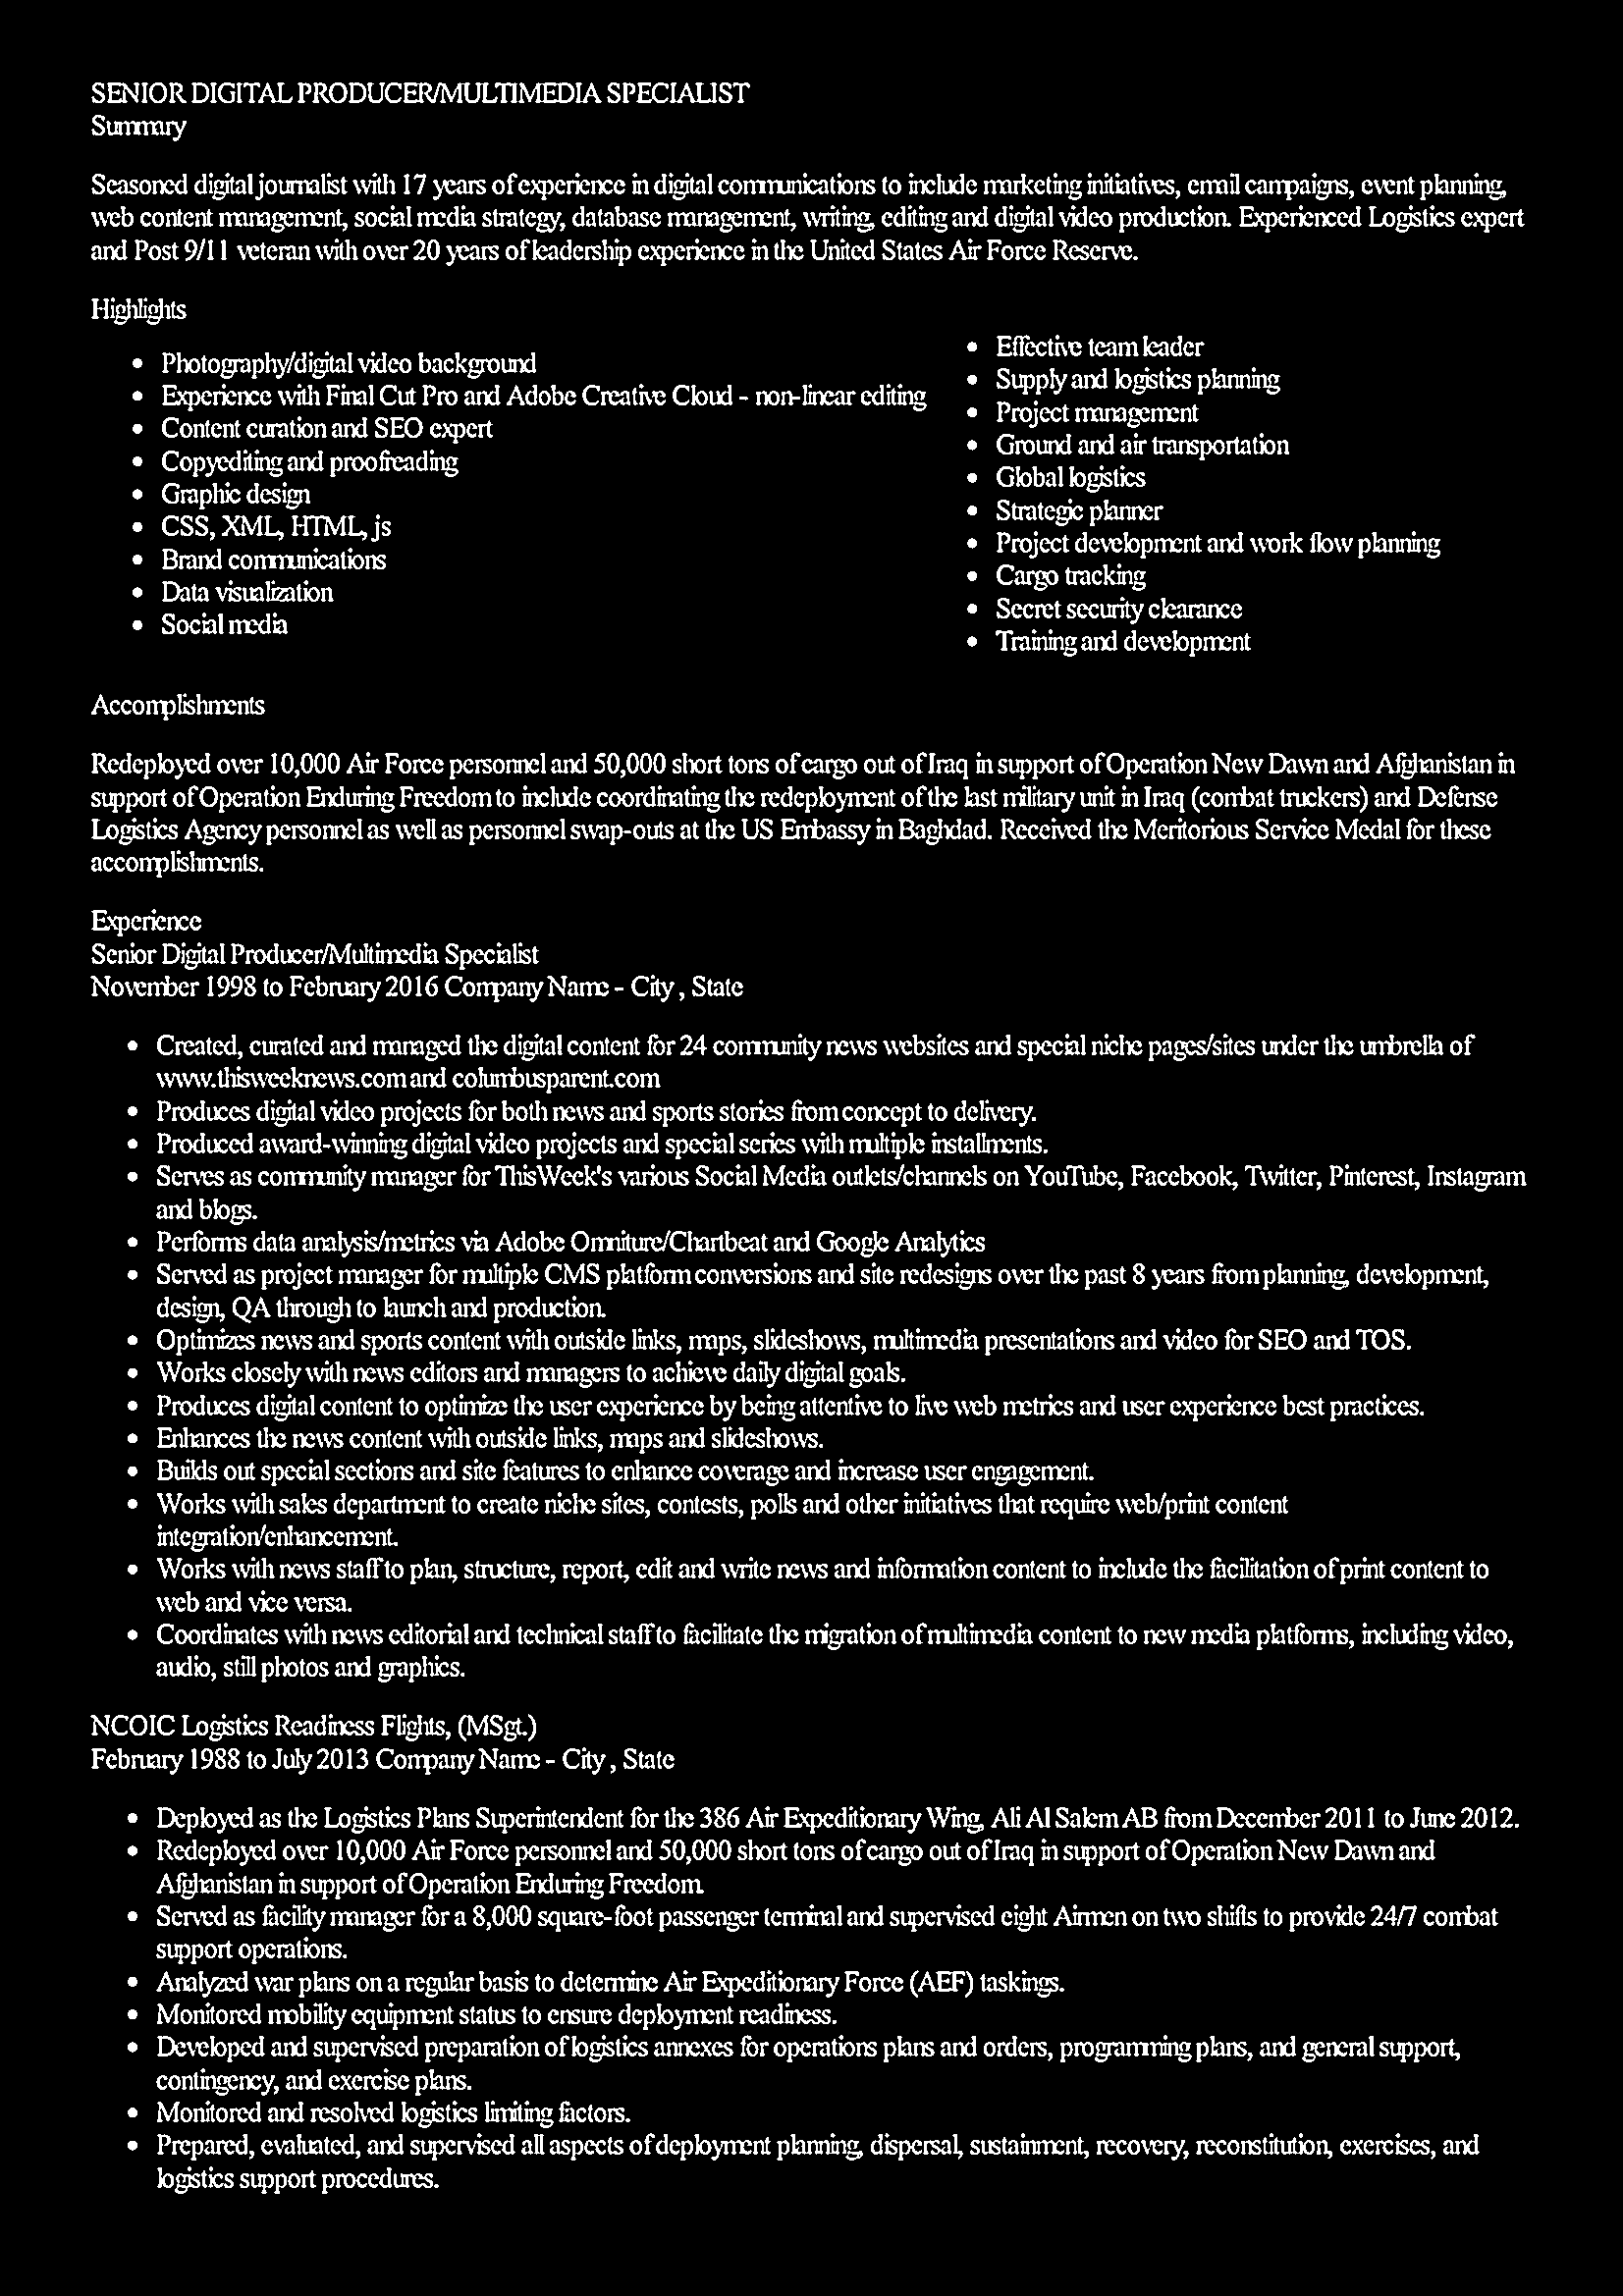 SENIOR DIGITAL PRODUCER/MULTIMEDIA SPECIALIST
Summary
Seasoned digital journalist with 17 years of experience in digital communications to include marketing initiatives, email campaigns, event planning,
web content management, social media strategy, database management, writing, editing and digital video production. Experienced Logistics expert
and Post 9/11 veteran with over 20 years of leadership experience in the United States Air Force Reserve.
Highlights
• Photography/digital video background
• Experience with Final Cut Pro and Adobe Creative Cloud - non-linear editing
• Content curation and SEO expert
• Copyediting and proofreading
• Graphic design
• CSS, XML, HTML, js
• Brand communications
• Data visualization
• Social media
• Effective team leader
• Supply and logistics planning
• Project management
• Ground and air transportation
• Global logistics
• Strategic planner
• Project development and work flow planning
• Cargo tracking
• Secret security clearance
• Training and development
Accomplishments
Redeployed over 10,000 Air Force personnel and 50,000 short tons of cargo out of Iraq in support of Operation New Dawn and Afghanistan in
support of Operation Enduring Freedom to include coordinating the redeployment of the last military unit in Iraq (combat truckers) and Defense
Logistics Agency personnel as well as personnel swap-outs at the US Embassy in Baghdad. Received the Meritorious Service Medal for these
accomplishments.
Experience
Senior Digital Producer/Multimedia Specialist
November 1998 to February 2016 Company Name - City , State
• Created, curated and managed the digital content for 24 community news websites and special niche pages/sites under the umbrella of
www.thisweeknews.com and columbusparent.com
• Produces digital video projects for both news and sports stories from concept to delivery.
• Produced award-winning digital video projects and special series with multiple installments.
• Serves as community manager for ThisWeek's various Social Media outlets/channels on YouTube, Facebook, Twitter, Pinterest, Instagram
and blogs.
• Performs data analysis/metrics via Adobe Omniture/Chartbeat and Google Analytics
• Served as project manager for multiple CMS platform conversions and site redesigns over the past 8 years from planning, development,
design, QA through to launch and production.
• Optimizes news and sports content with outside links, maps, slideshows, multimedia presentations and video for SEO and TOS.
• Works closely with news editors and managers to achieve daily digital goals.
• Produces digital content to optimize the user experience by being attentive to live web metrics and user experience best practices.
• Enhances the news content with outside links, maps and slideshows.
• Builds out special sections and site features to enhance coverage and increase user engagement.
• Works with sales department to create niche sites, contests, polls and other initiatives that require web/print content
integration/enhancement.
• Works with news staff to plan, structure, report, edit and write news and information content to include the facilitation of print content to
web and vice versa.
• Coordinates with news editorial and technical staff to facilitate the migration of multimedia content to new media platforms, including video,
audio, still photos and graphics.
NCOIC Logistics Readiness Flights, (MSgt.)
February 1988 to July 2013 Company Name - City , State
• Deployed as the Logistics Plans Superintendent for the 386 Air Expeditionary Wing, Ali Al Salem AB from December 2011 to June 2012.
• Redeployed over 10,000 Air Force personnel and 50,000 short tons of cargo out of Iraq in support of Operation New Dawn and
Afghanistan in support of Operation Enduring Freedom.
• Served as facility manager for a 8,000 square-foot passenger terminal and supervised eight Airmen on two shifts to provide 24/7 combat
support operations.
• Analyzed war plans on a regular basis to determine Air Expeditionary Force (AEF) taskings.
• Monitored mobility equipment status to ensure deployment readiness.
• Developed and supervised preparation of logistics annexes for operations plans and orders, programming plans, and general support,
contingency, and exercise plans.
• Monitored and resolved logistics limiting factors.
• Prepared, evaluated, and supervised all aspects of deployment planning, dispersal, sustainment, recovery, reconstitution, exercises, and
logistics support procedures.